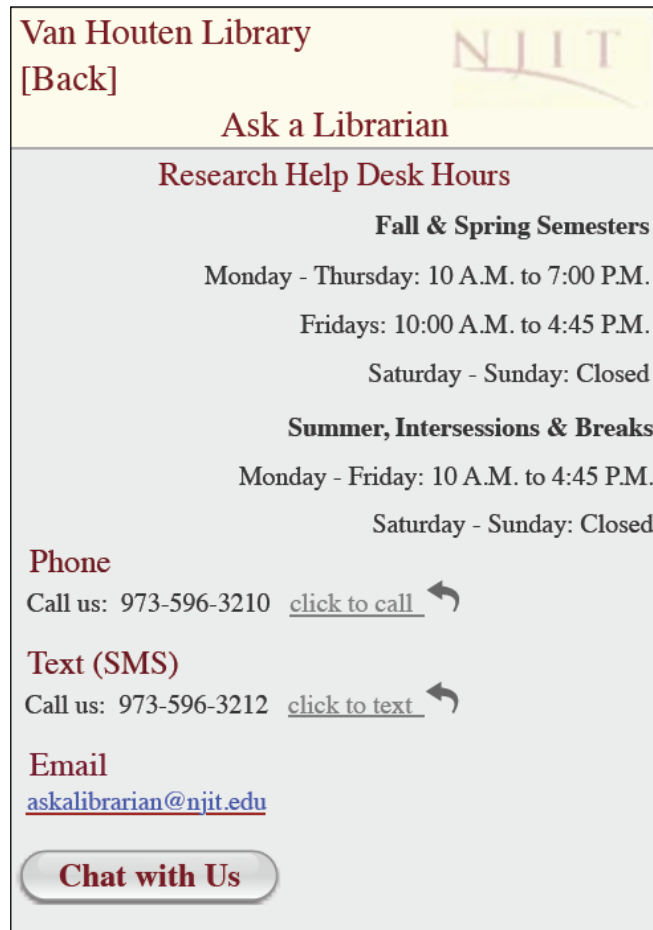 Van Houten Library
NJIT
[Back]
Ask a Librarian
Research Help Desk Hours
Fall & Spring Semesters
Monday - Thursday: 10 A.M. to 7:00 P.M.
Fridays: 10:00 A.M. to 4:45 P.M.
Saturday - Sunday: Closed
Summer, Intersessions & Breaks
Monday - Friday: 10 A.M. to 4:45 P.M.
Saturday - Sunday: Closed
Phone
Call us: 973-596-3210 click to call
Text (SMS)
Call us: 973-596-3212 click to text
Email
askalibrarian@njit.edu
Chat with Us